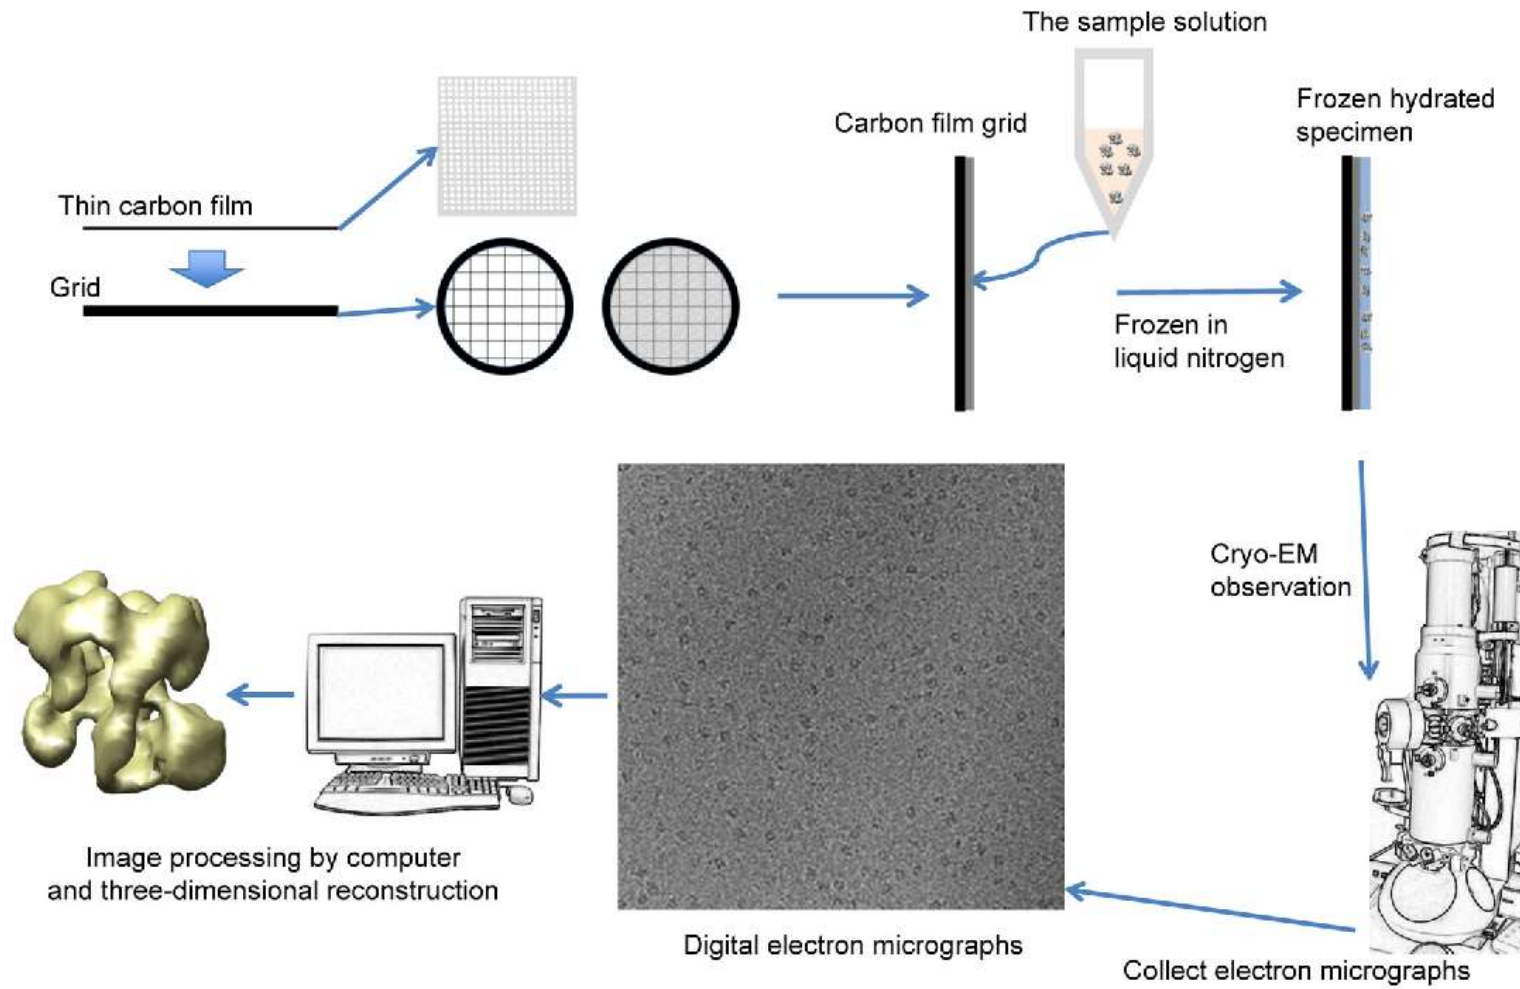 The sample solution
Carbon film grid
Frozen hydrated
specimen
Thin carbon film
Grid
Frozen in
liquid nitrogen
Cryo-EM
observation
Image processing by computer
and three-dimensional reconstruction
Digital electron micrographs
Collect electron micrographs